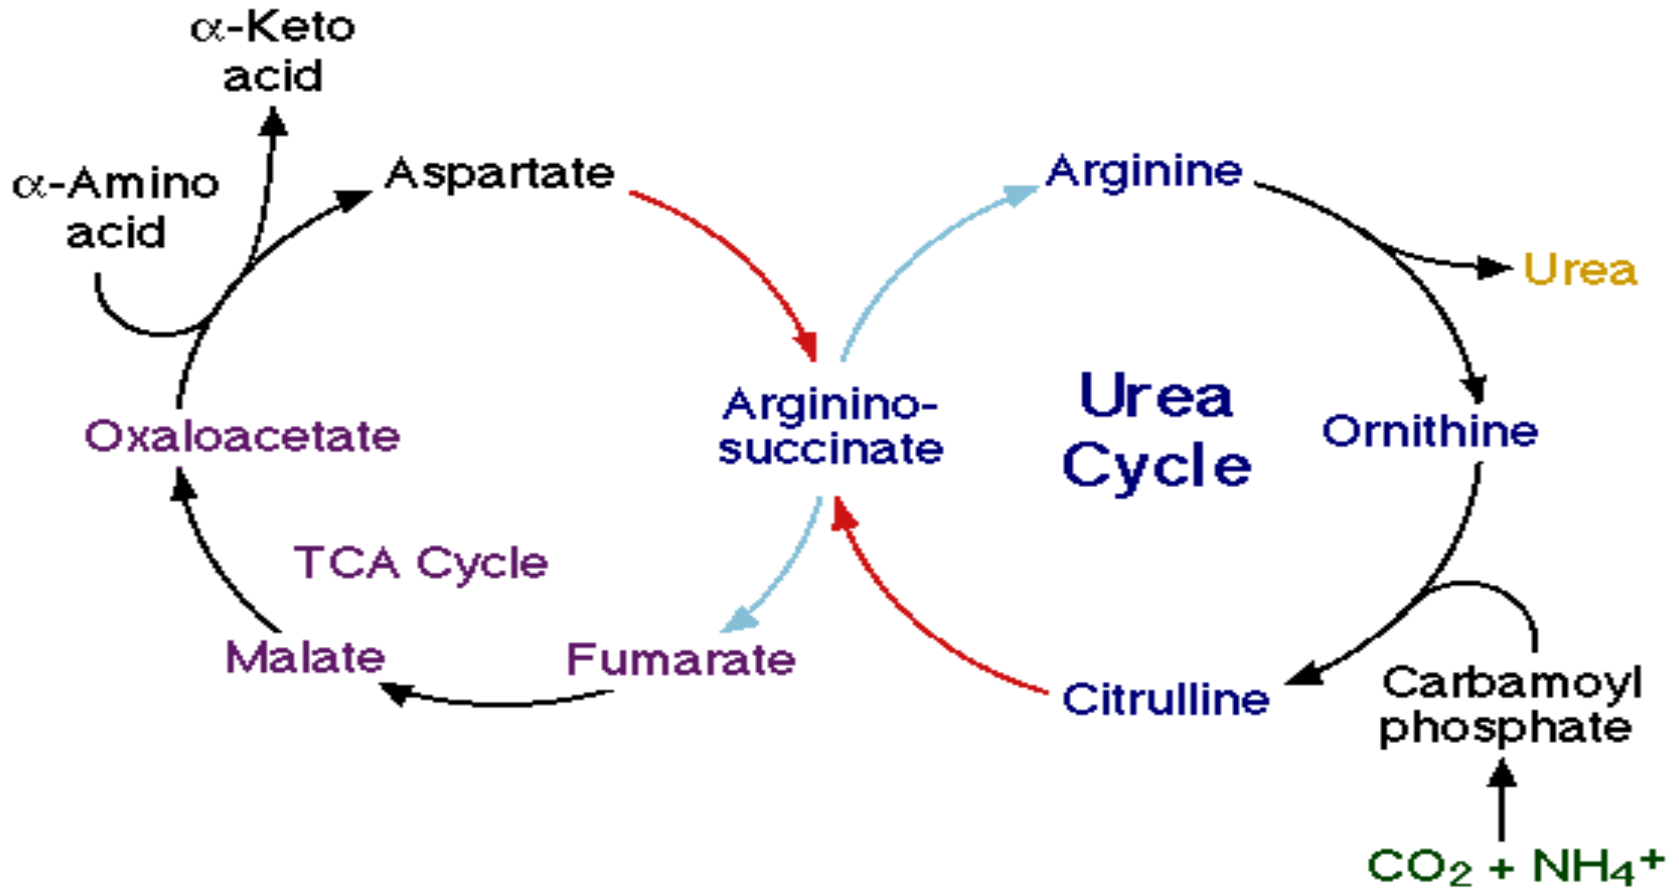 α-Keto
acid
α-Amino
acid
Aspartate
Arginine
Urea
Arginino-
succinate
Urea
Cycle
Ornithine
Oxaloacetate
TCA Cycle
Malate
Fumarate
Citrulline
Carbamoyl
phosphate
CO₂ + NH₄⁺